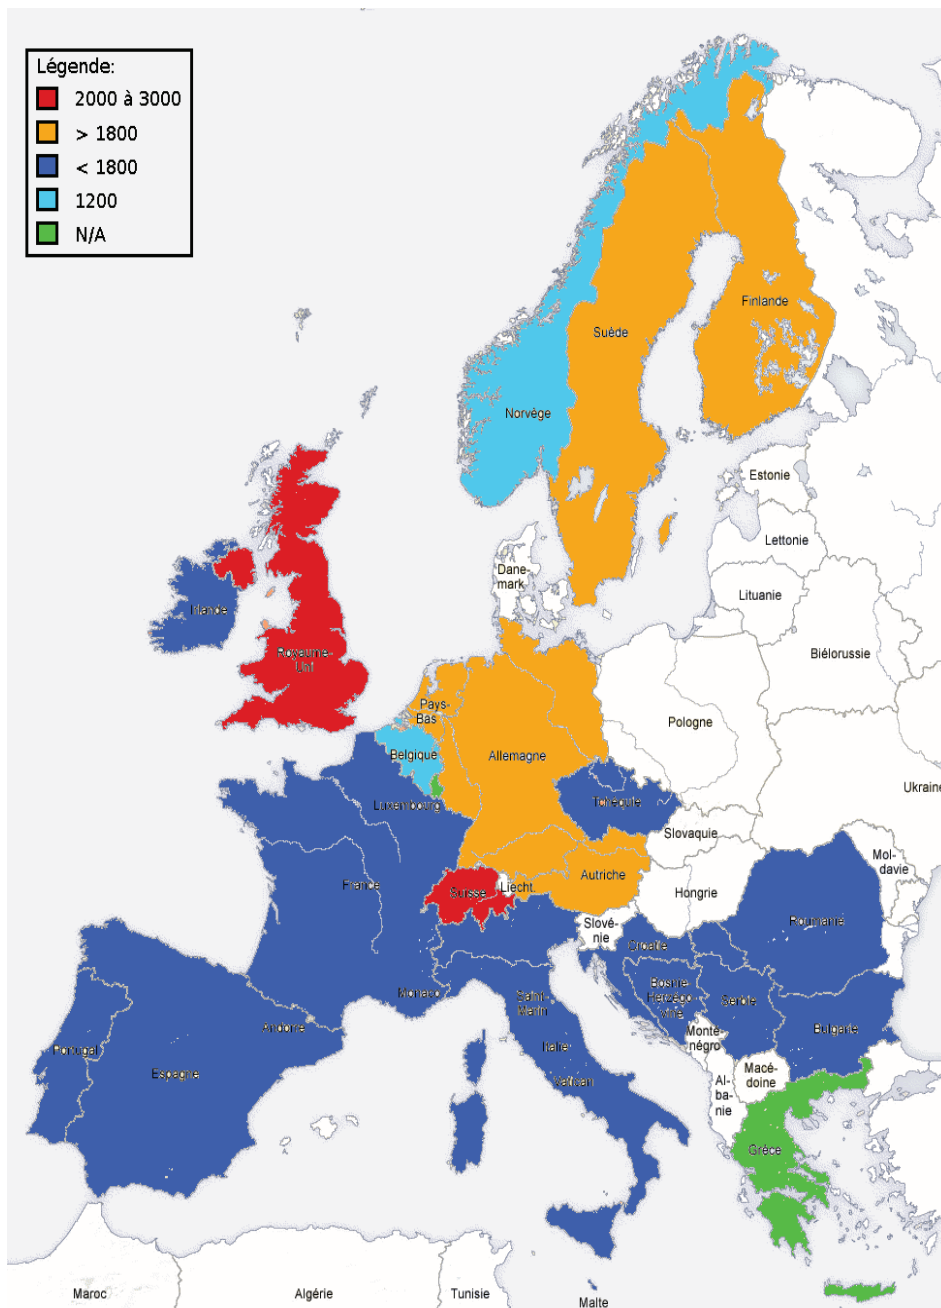 Légende:
2000 à 3000
> 1800
< 1800
1200
N/A
Finlande
Suède
Norvège
Estonie
Lettonie
Dane-
mark
Lituanie
Irlande
Biélorussie
Royaume-
Uni
Pays-
Bas
Pologne
Belgique
Allemagne
Ukraine
Luxembourg
Tchéquie
Slovaquie
Mol-
davie
Autriche
France
Suisse
Liecht.
Hongrie
Roumanie
Slové-
nie
Croatie
Bosnie-
Herzégo-
vine
Serbie
Monaco
Saint-
Marin
Andorre
Monté-
négro
Bulgarie
Portugal
Italie
Espagne
Vatican
Macé-
doine
Al-
banie
Grèce
Maroc
Algérie
Tunisie
Malte